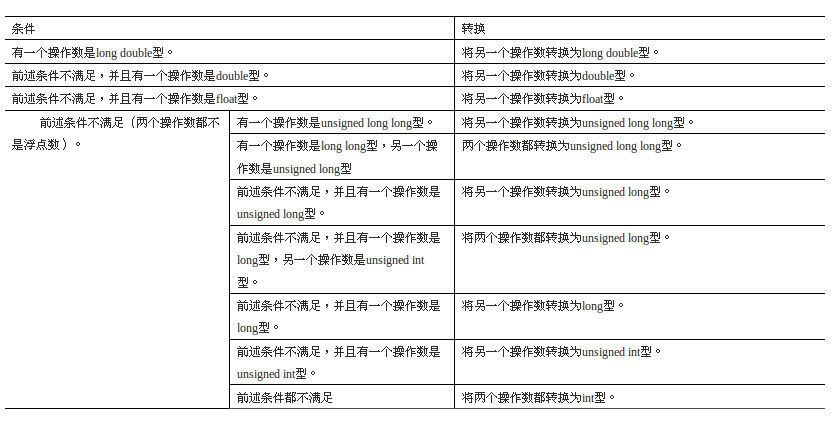 条件
转换
有一个操作数是long double型。
将另一个操作数转换为long double型。
前述条件不满足，并且有一个操作数是double型。
将另一个操作数转换为double型。
前述条件不满足，并且有一个操作数是float型。
将另一个操作数转换为float型。
前述条件不满足（两个操作数都不
是浮点数）。
有一个操作数是unsigned long long型。
将另一个操作数转换为unsigned long long型。
有一个操作数是long long型，另一个操
作数是unsigned long型
两个操作数都转换为unsigned long long型。
前述条件不满足，并且有一个操作数是
unsigned long型。
将另一个操作数转换为unsigned long型。
前述条件不满足，并且有一个操作数是
long型，另一个操作数是unsigned int
型。
将两个操作数都转换为unsigned long型。
前述条件不满足，并且有一个操作数是
long型。
将另一个操作数转换为long型。
前述条件不满足，并且有一个操作数是
unsigned int型。
将另一个操作数转换为unsigned int型。
前述条件都不满足
将两个操作数都转换为int型。